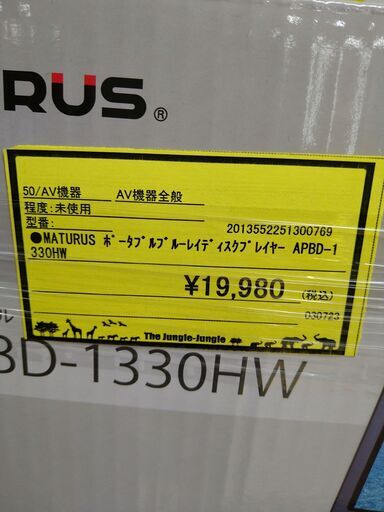 RUS®
50/AV機器 AV機器全般
程度:未使用
型番: 2013552251300769
●MATURUS ﾎﾟｰﾀﾌﾞﾙﾌﾞﾙｰﾚｲﾃﾞｨｽｸﾌﾟﾚｲﾔｰ APBD-1
330HW
¥19,980 (税込)
030723
The Jungle-Jungle
ル
BD-1330HW